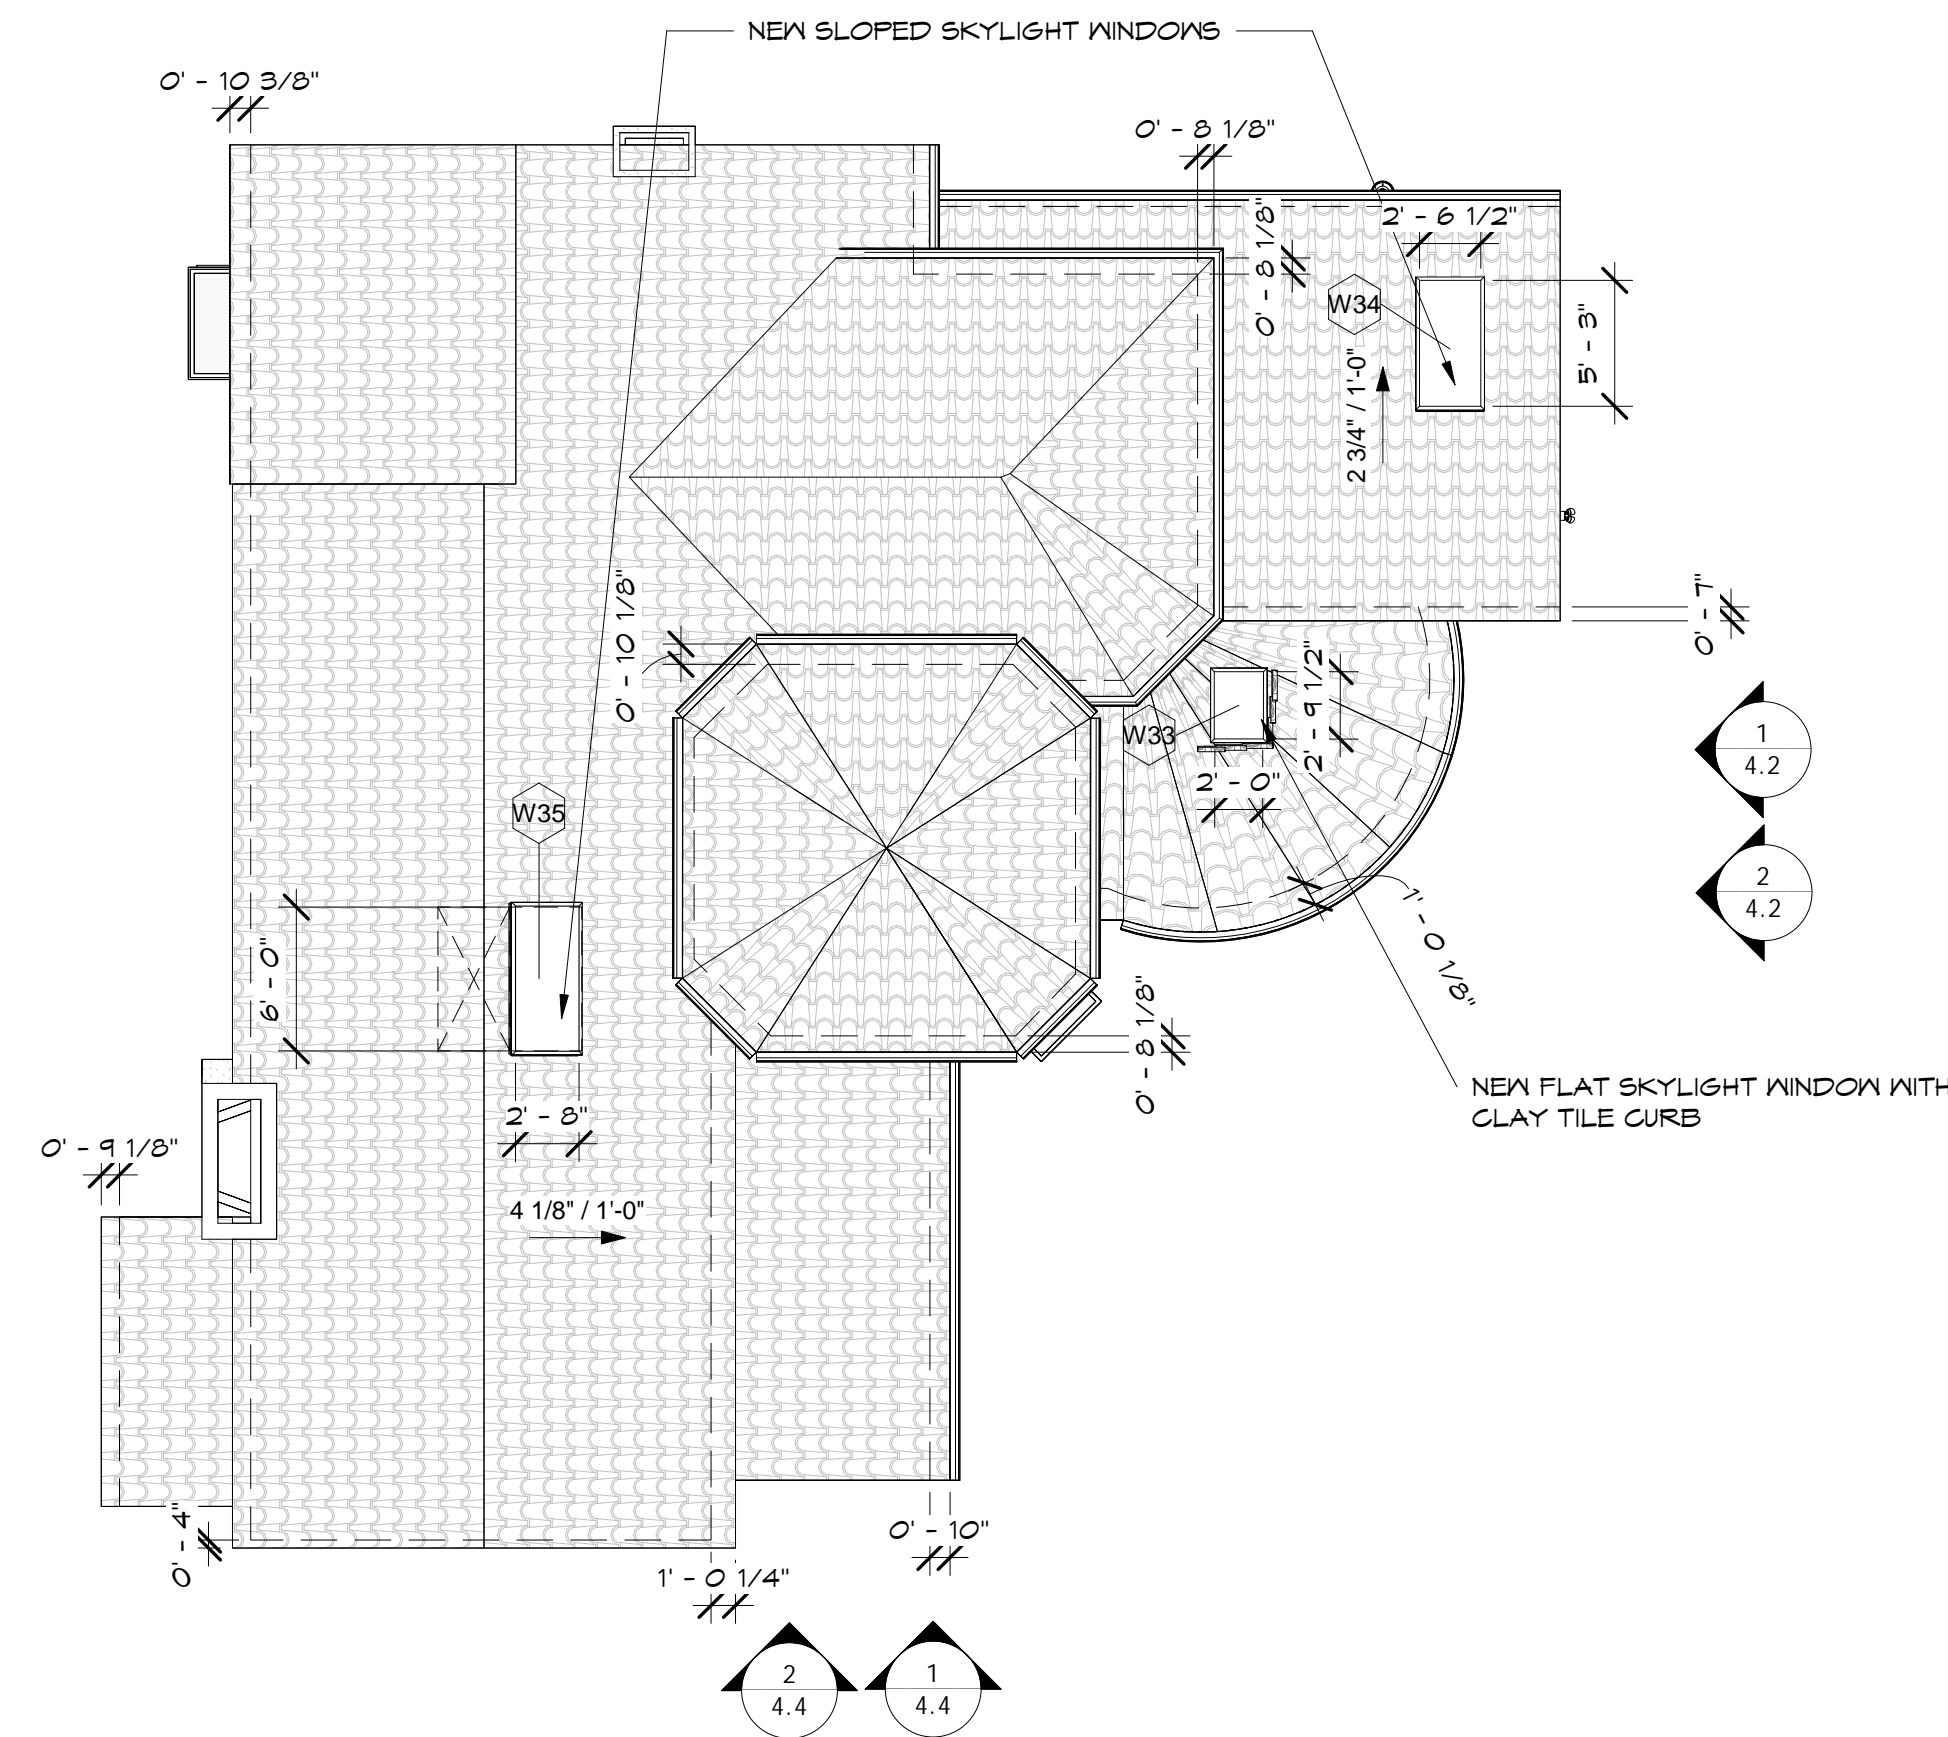 NEW SLOPED SKYLIGHT WINDOWS
0' - 10 3/8"
0' - 8 1/8"
0' - 8 1/8"
2' - 6 1/2"
W34
5' - 3"
2 3/4" / 1'-0"
0' - 10 1/8"
0' - 7"
2' - 9 1/2"
W33
2' - 0"
1
4.2
W35
2
4.2
1' - 0 1/8"
6' - 0"
0' - 8 1/8"
NEW FLAT SKYLIGHT WINDOW WITH
CLAY TILE CURB
2' - 8"
0' - 9 1/8"
4 1/8" / 1'-0"
0' - 4"
0' - 10"
1' - 0 1/4"
2
4.4
1
4.4